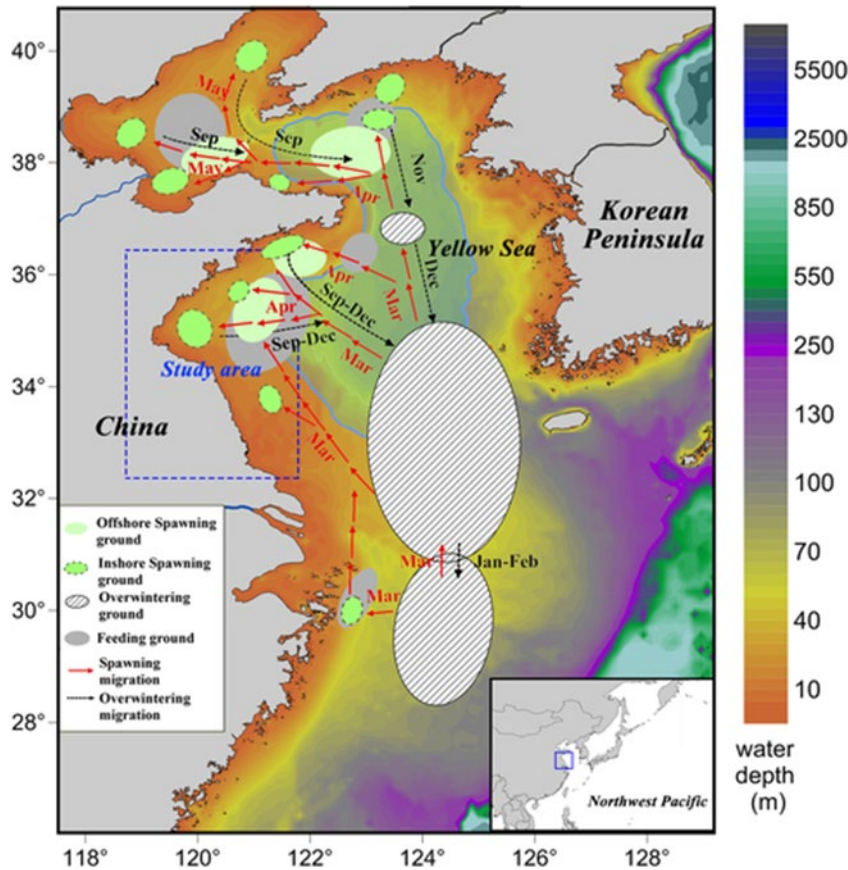 40°
38°
36°
34°
32°
30°
28°
118°
120°
122°
124°
126°
128°
May
Sep
Sep
May
Apr
Nov
Yellow Sea
Korean
Peninsula
Dec
Apr
Mar
Sep-Dec
Apr
Sep-Dec
Mar
Study area
China
Mar
Mar
Jan-Feb
Mar
Offshore Spawning
ground
Inshore Spawning
ground
Overwintering
ground
Feeding ground
Spawning
migration
Overwintering
migration
Northwest Pacific
5500
2500
850
250
130
100
70
50
30
10
water
depth
(m)